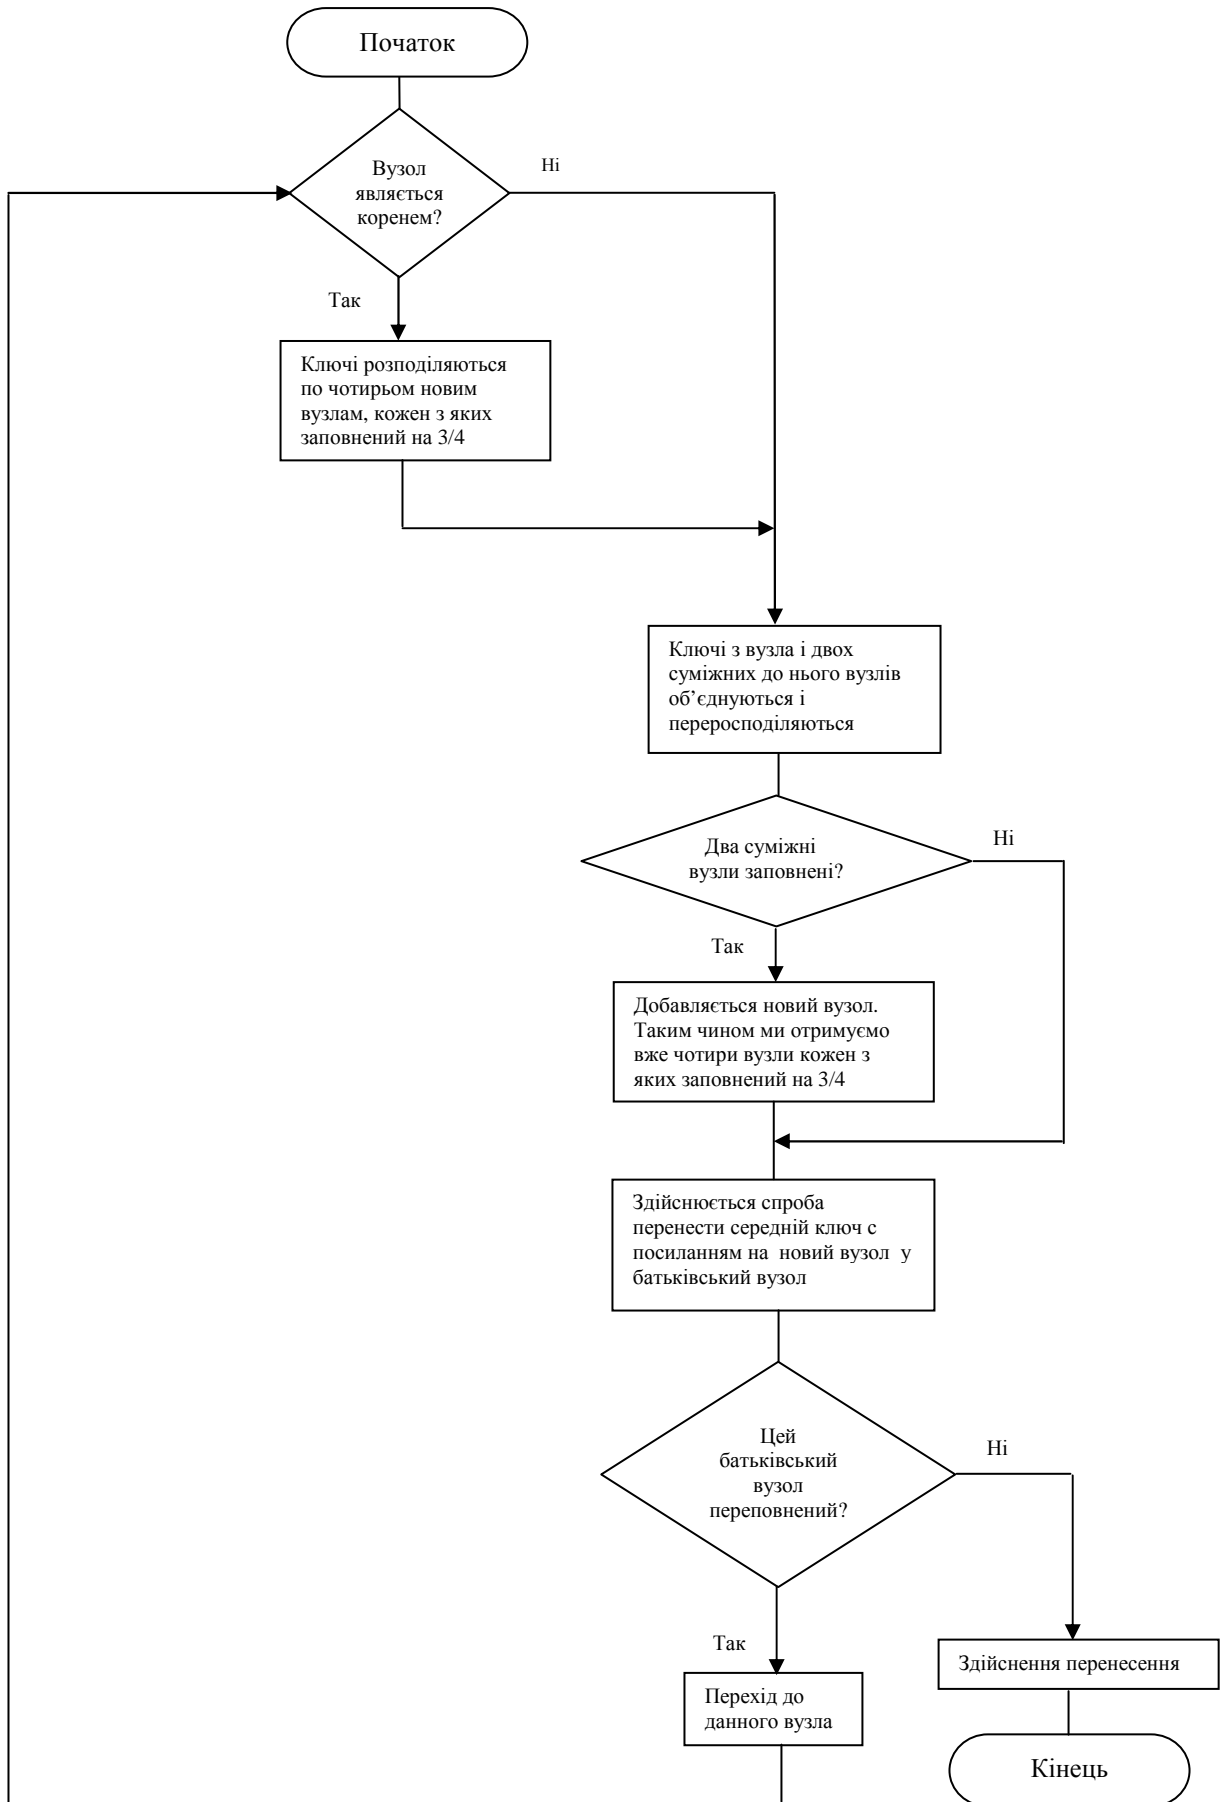 Початок
Вузол
являється
коренем?
Ні
Так
Ключі розподіляються
по чотирьом новим
вузлам, кожен з яких
заповнений на 3/4
Ключі з вузла і двох
суміжних до нього вузлів
об’єднуються і
переросподіляються
Два суміжні
вузли заповнені?
Ні
Так
Добавляється новий вузол.
Таким чином ми отримуємо
вже чотири вузли кожен з
яких заповнений на 3/4
Здійснюється спроба
перенести середній ключ с
посиланням на новий вузол у
батьківський вузол
Цей
батьківський
вузол
переповнений?
Ні
Так
Здійснення перенесення
Перехід до
данного вузла
Кінець